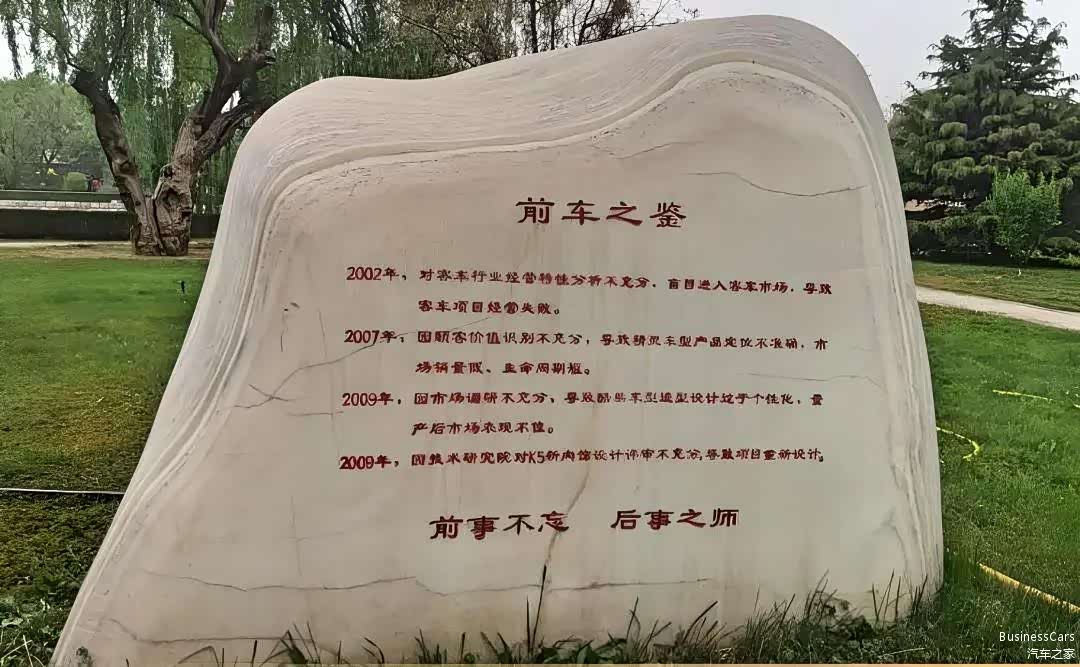 前车之鉴
2002年，对客车行业经营特性分析不充分，盲目进入客车市场，导致
客车项目经营失败。
2007年，因顾客价值识别不充分，导致精灵车型产品定位不准确，市
场销量低、生命周期短。
2009年，因市场调研不充分，导致酷熊车型造型设计过于个性化，量
产后市场表现不佳。
2009年，因技术研究院对K5新内饰设计评审不充分，导致项目重新设计。
前事不忘 后事之师
BusinessCars
汽车之家